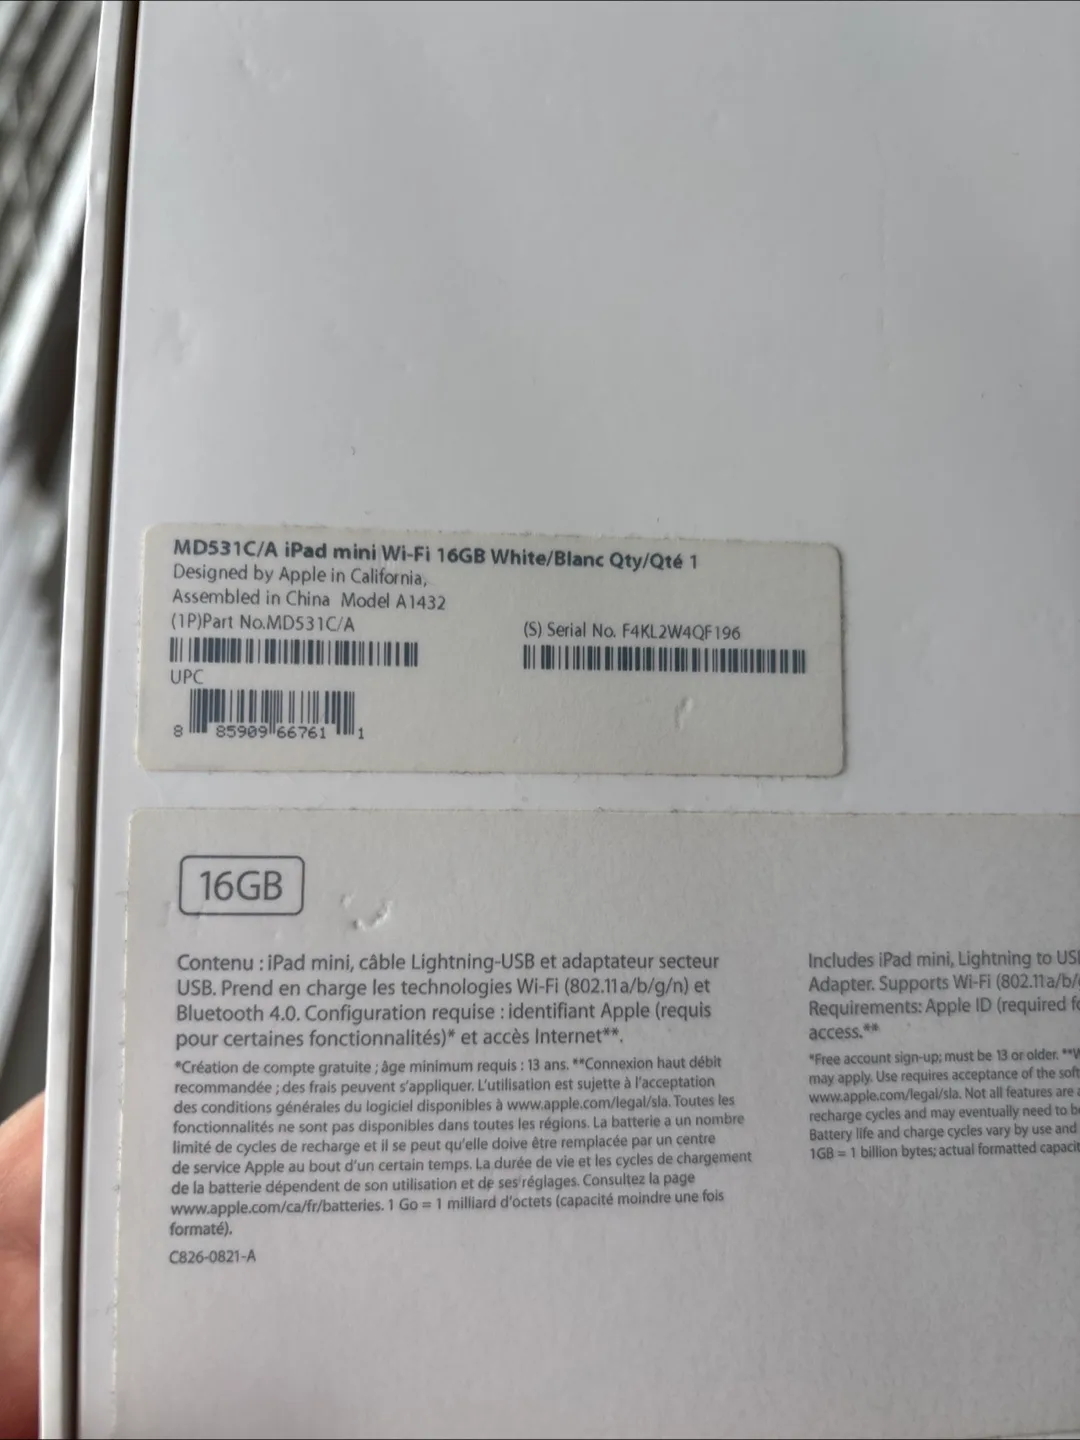 MD531C/A iPad mini Wi-Fi 16GB White/Blanc Qty/Qté 1
Designed by Apple in California,
Assembled in China Model A1432
(1P)Part No.MD531C/A
(S) Serial No. F4KL2W4QF196
UPC
8 85909 66761 1
16GB
Contenu : iPad mini, câble Lightning-USB et adaptateur secteur
USB. Prend en charge les technologies Wi-Fi (802.11a/b/g/n) et
Bluetooth 4.0. Configuration requise : identifiant Apple (requis
pour certaines fonctionnalités)* et accès Internet**.
*Création de compte gratuite ; âge minimum requis : 13 ans. **Connexion haut débit
recommandée ; des frais peuvent s'appliquer. L'utilisation est sujette à l'acceptation
des conditions générales du logiciel disponibles à www.apple.com/legal/sla. Toutes les
fonctionnalités ne sont pas disponibles dans toutes les régions. La batterie a un nombre
limité de cycles de recharge et il se peut qu'elle doive être remplacée par un centre
de service Apple au bout d'un certain temps. La durée de vie et les cycles de chargement
de la batterie dépendent de son utilisation et de ses réglages. Consultez la page
www.apple.com/ca/fr/batteries. 1 Go = 1 milliard d'octets (capacité moindre une fois
formaté).
C826-0821-A
Includes iPad mini, Lightning to US
Adapter. Supports Wi-Fi (802.11a/b/
Requirements: Apple ID (required fo
access.**
*Free account sign-up; must be 13 or older. **W
may apply. Use requires acceptance of the soft
www.apple.com/legal/sla. Not all features are a
recharge cycles and may eventually need to be
Battery life and charge cycles vary by use and
1GB = 1 billion bytes; actual formatted capacit